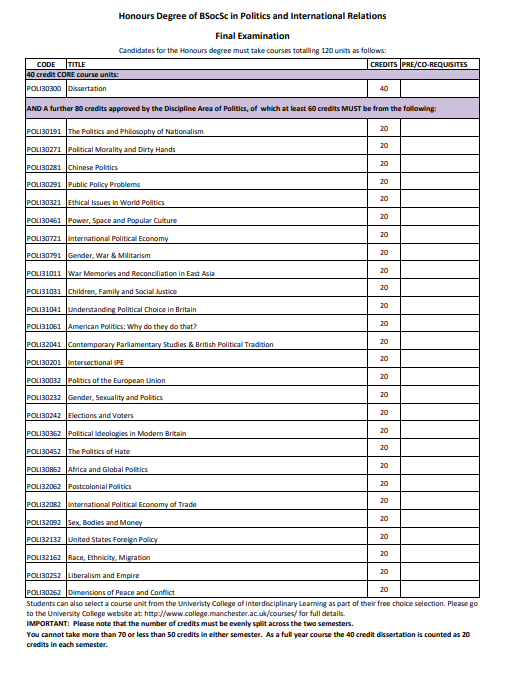 Honours Degree of BSocSc in Politics and International Relations
Final Examination
Candidates for the Honours degree must take courses totalling 120 units as follows:
CODE TITLE CREDITS PRE/CO-REQUISITES
40 credit CORE course units:
POLI30300 Dissertation 40
AND A further 80 credits approved by the Discipline Area of Politics, of which at least 60 credits MUST be from the following:
POLI30191 The Politics and Philosophy of Nationalism 20
POLI30271 Political Morality and Dirty Hands 20
POLI30281 Chinese Politics 20
POLI30291 Public Policy Problems 20
POLI30321 Ethical Issues in World Politics 20
POLI30461 Power, Space and Popular Culture 20
POLI30721 International Political Economy 20
POLI30791 Gender, War & Militarism 20
POLI31011 War Memories and Reconciliation in East Asia 20
POLI31031 Children, Family and Social Justice 20
POLI31041 Understanding Political Choice in Britain 20
POLI31061 American Politics: Why do they do that? 20
POLI32041 Contemporary Parliamentary Studies & British Political Tradition 20
POLI30201 Intersectional IPE 20
POLI30032 Politics of the European Union 20
POLI30232 Gender, Sexuality and Politics 20
POLI30242 Elections and Voters 20
POLI30362 Political Ideologies in Modern Britain 20
POLI30452 The Politics of Hate 20
POLI30862 Africa and Global Politics 20
POLI32062 Postcolonial Politics 20
POLI32082 International Political Economy of Trade 20
POLI32092 Sex, Bodies and Money 20
POLI32132 United States Foreign Policy 20
POLI32162 Race, Ethnicity, Migration 20
POLI30252 Liberalism and Empire 20
POLI30262 Dimensions of Peace and Conflict 20
Students can also select a course unit from the Univeristy College of Interdisciplinary Learning as part of their free choice selection. Please go
to the University College website at: http://www.college.manchester.ac.uk/courses/ for full details.
IMPORTANT: Please note that the number of credits must be evenly split across the two semesters.
You cannot take more than 70 or less than 50 credits in either semester. As a full year course the 40 credit dissertation is counted as 20
credits in each semester.